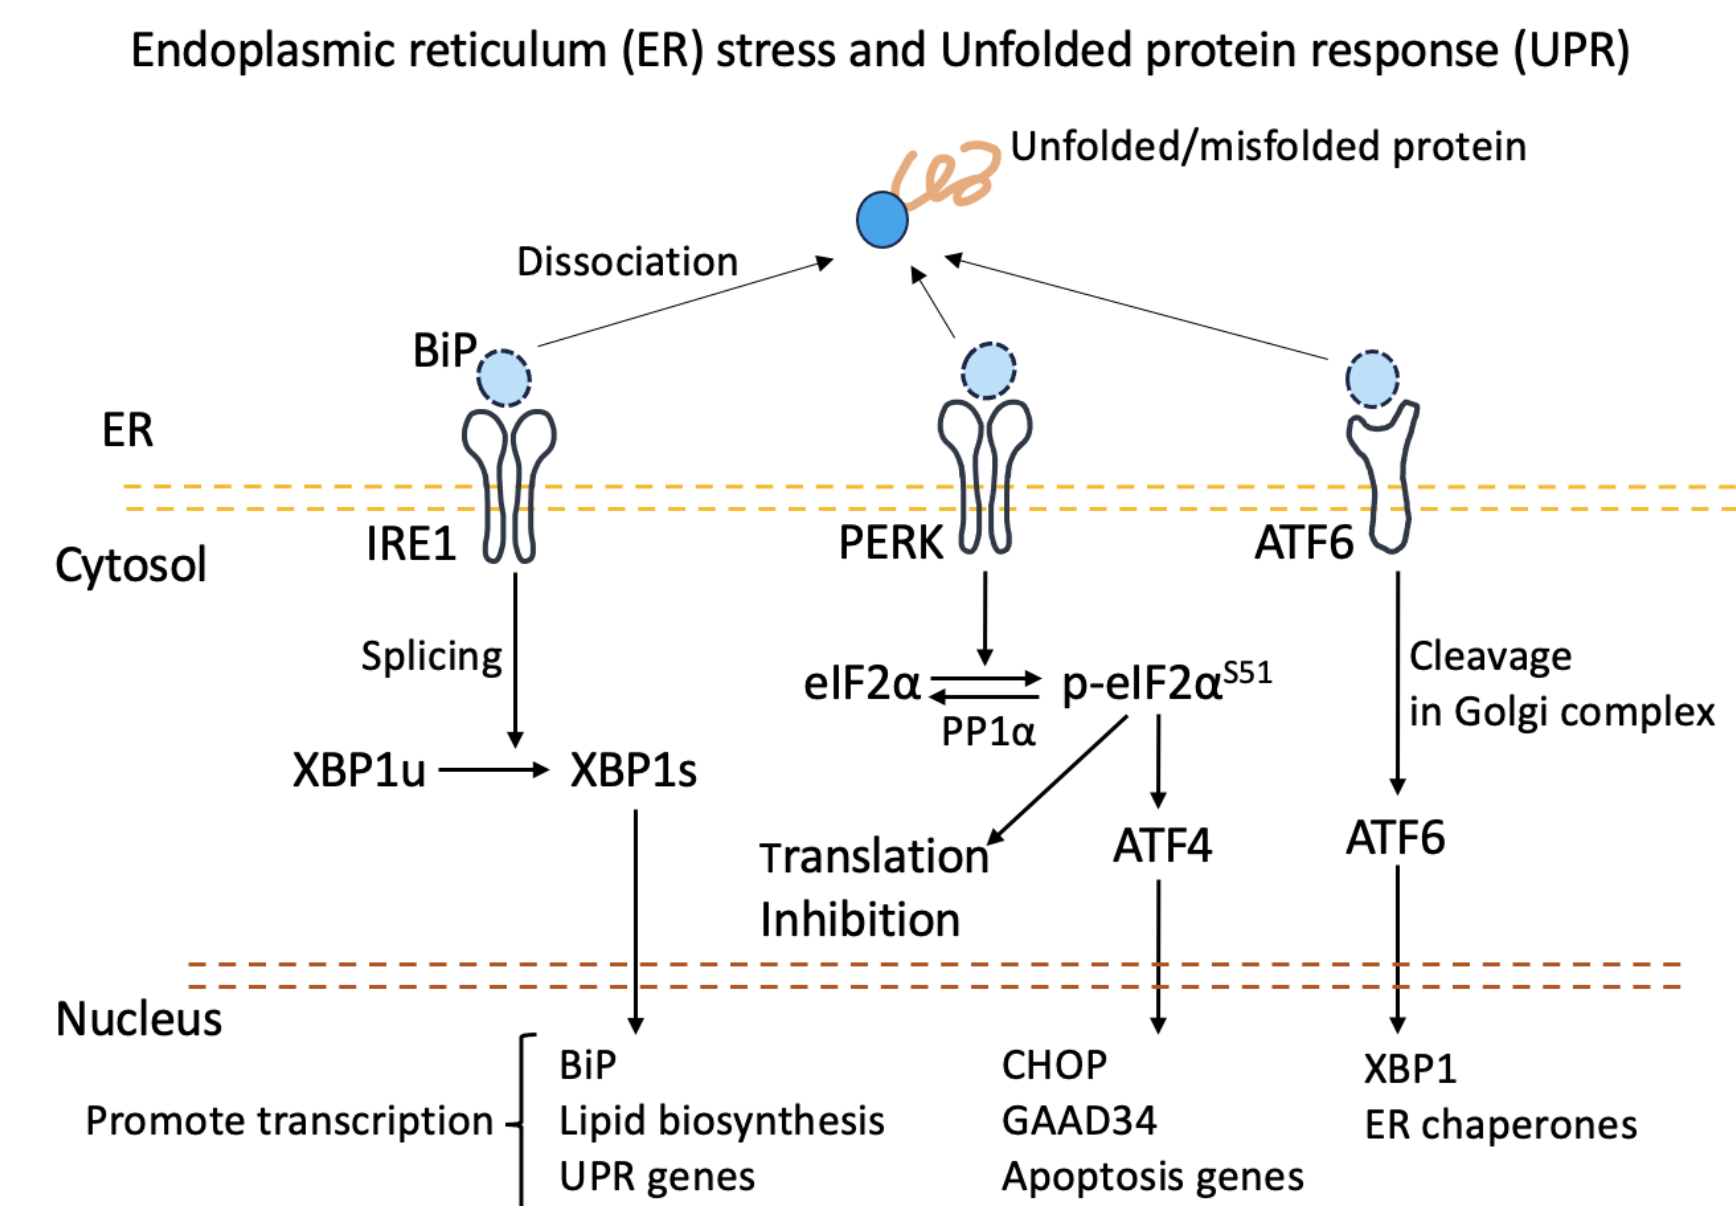 Endoplasmic reticulum (ER) stress and Unfolded protein response (UPR)
Unfolded/misfolded protein
Dissociation
BiP
ER
IRE1
PERK
ATF6
Cytosol
Splicing
eIF2α
p-eIF2αS51
PP1α
Cleavage
in Golgi complex
XBP1u
XBP1s
Translation
Inhibition
ATF4
ATF6
Nucleus
Promote transcription
BiP
Lipid biosynthesis
UPR genes
CHOP
GAAD34
Apoptosis genes
XBP1
ER chaperones